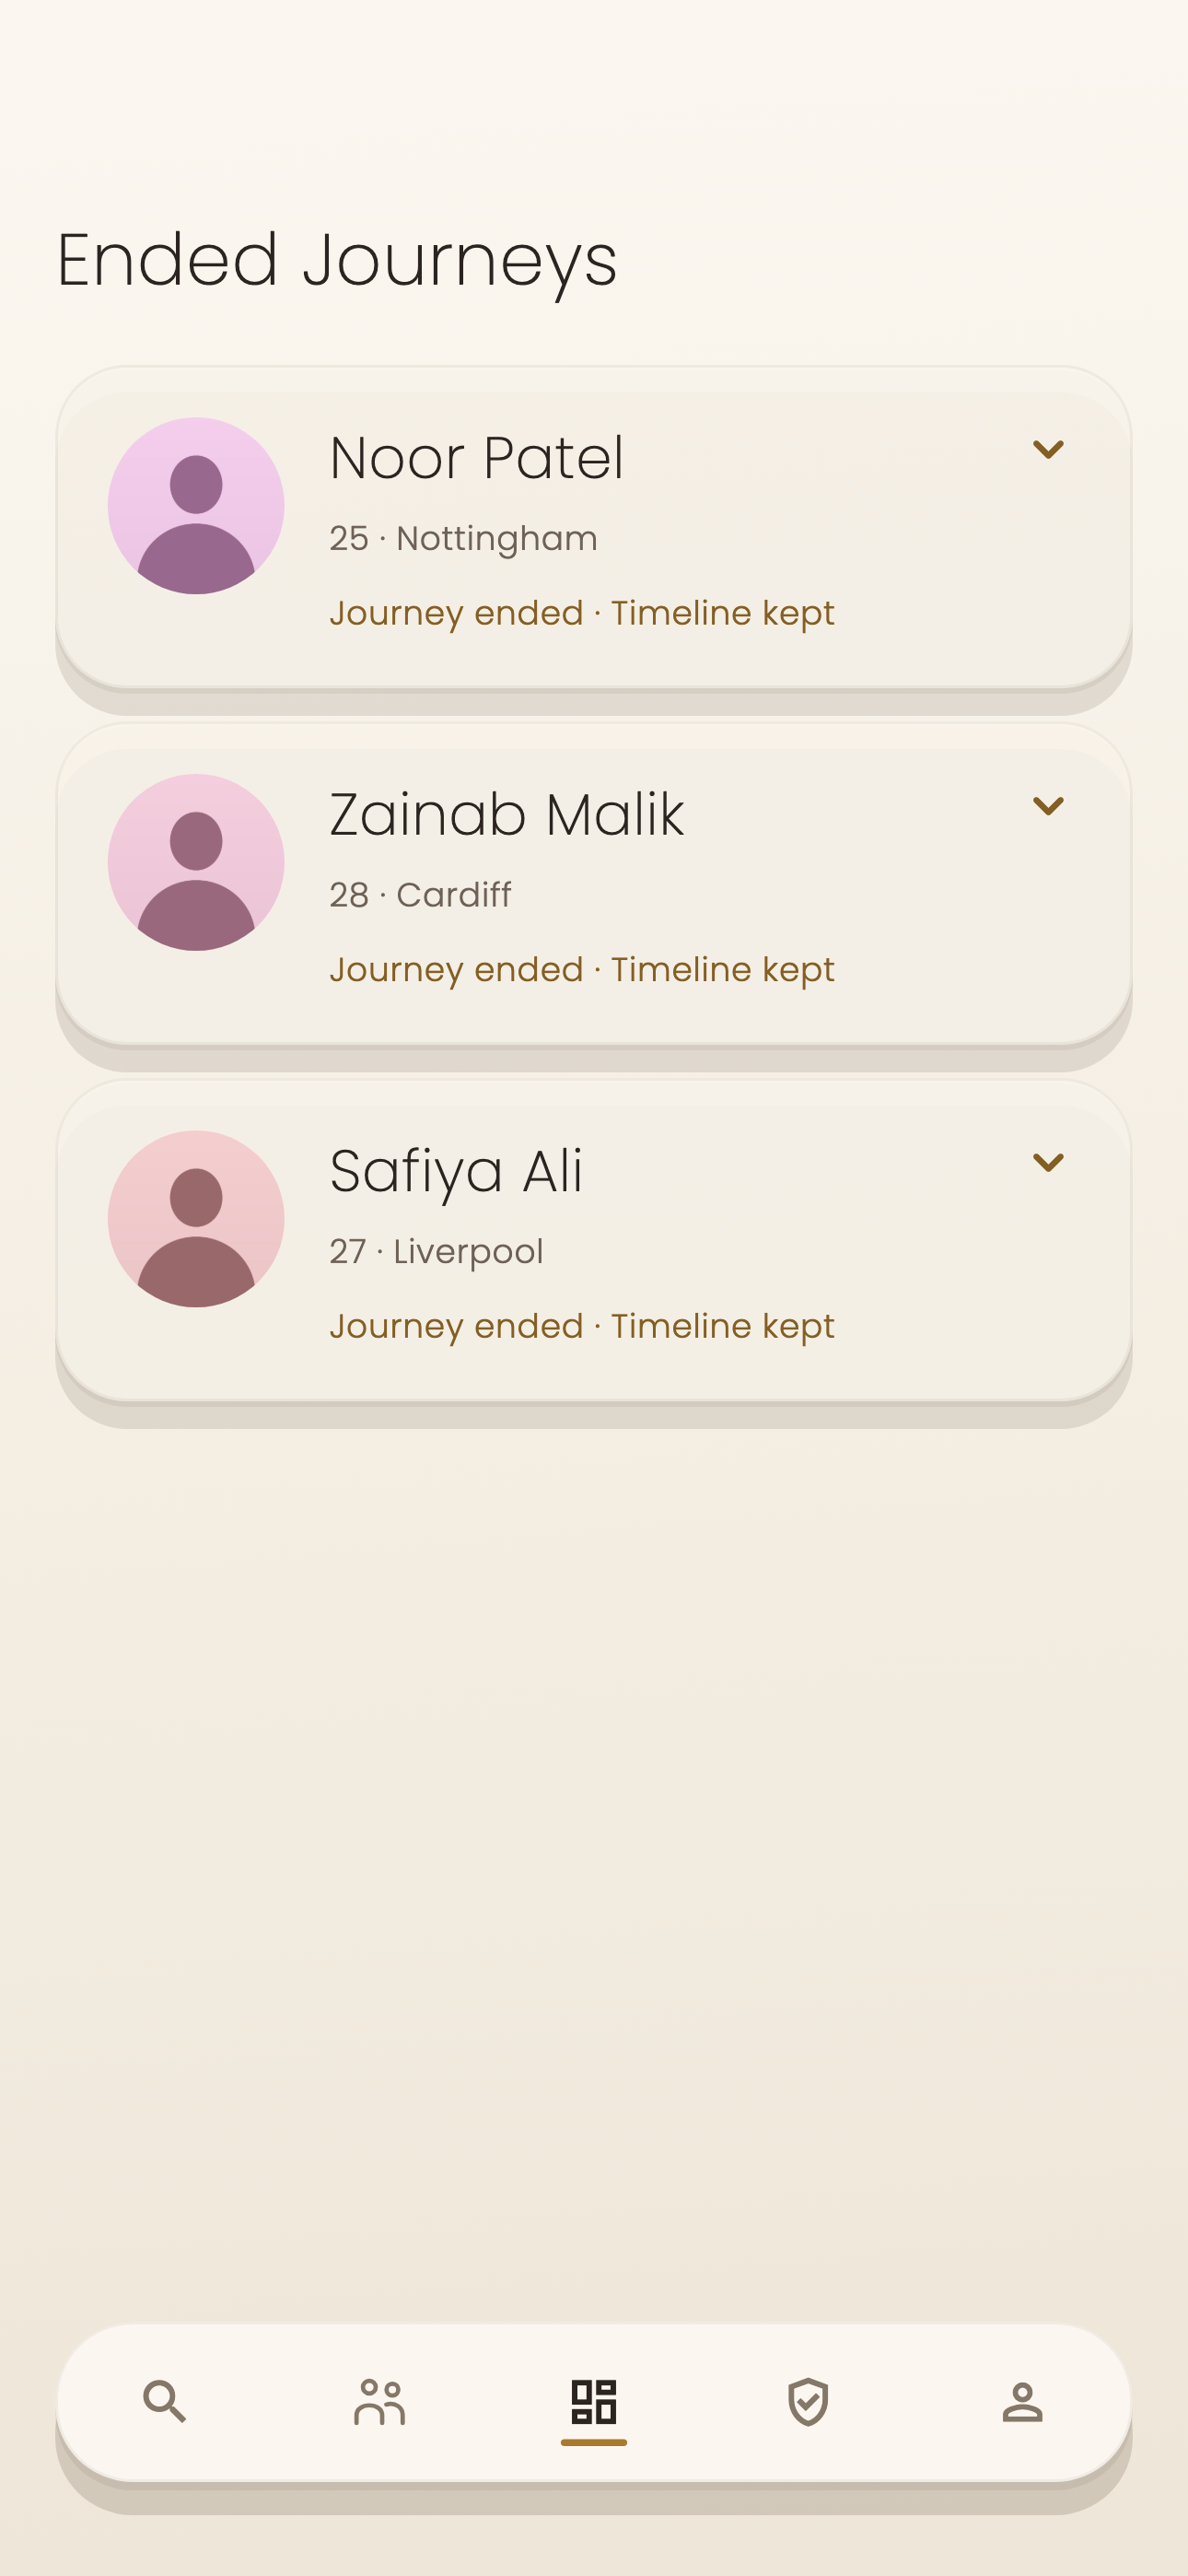 Ended Journeys
Noor Patel
25 · Nottingham
Journey ended · Timeline kept
Zainab Malik
28 · Cardiff
Journey ended · Timeline kept
Safiya Ali
27 · Liverpool
Journey ended · Timeline kept